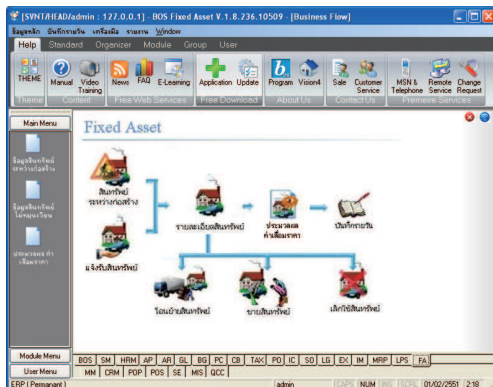 [SVNT/HEAD/admin : 127.0.0.1] - BOS Fixed Asset V.1.8.236.10509 - [Business Flow]
ข้อมูลหลัก บันทึกรายวัน เครื่องมือ รายงาน Window
Help Standard Organizer Module Group User
THEME Manual Video Training News FAQ E-Learning Application Update Program Vision4 Sale Customer Service MSN & Telephone Remote Service Change Request
Theme Content Free Web Services Free Download About Us Contact Us Premiere Services
Main Menu
Fixed Asset
ข้อมูลสินทรัพย์ ระหว่างก่อสร้าง
ข้อมูลสินทรัพย์ ไม่หมุนเวียน
ประมวลผล ค่าเสื่อมราคา
สินทรัพย์
ระหว่างก่อสร้าง
รายละเอียดสินทรัพย์
ประมวลผล
ค่าเสื่อมราคา
บันทึกรายวัน
แจ้งรับสินทรัพย์
โอนย้ายสินทรัพย์
ขายสินทรัพย์
เลิกใช้สินทรัพย์
Module Menu
BOS SM HRM AP AR GL BG PC CB TAX PO IC SO LG EX IM MRP LPS FA
User Menu
MM CRM POP POS SE MIS QCC
ERP ( Permanant ) admin CAPS NUM INS SCRL 01/02/2551 2:18